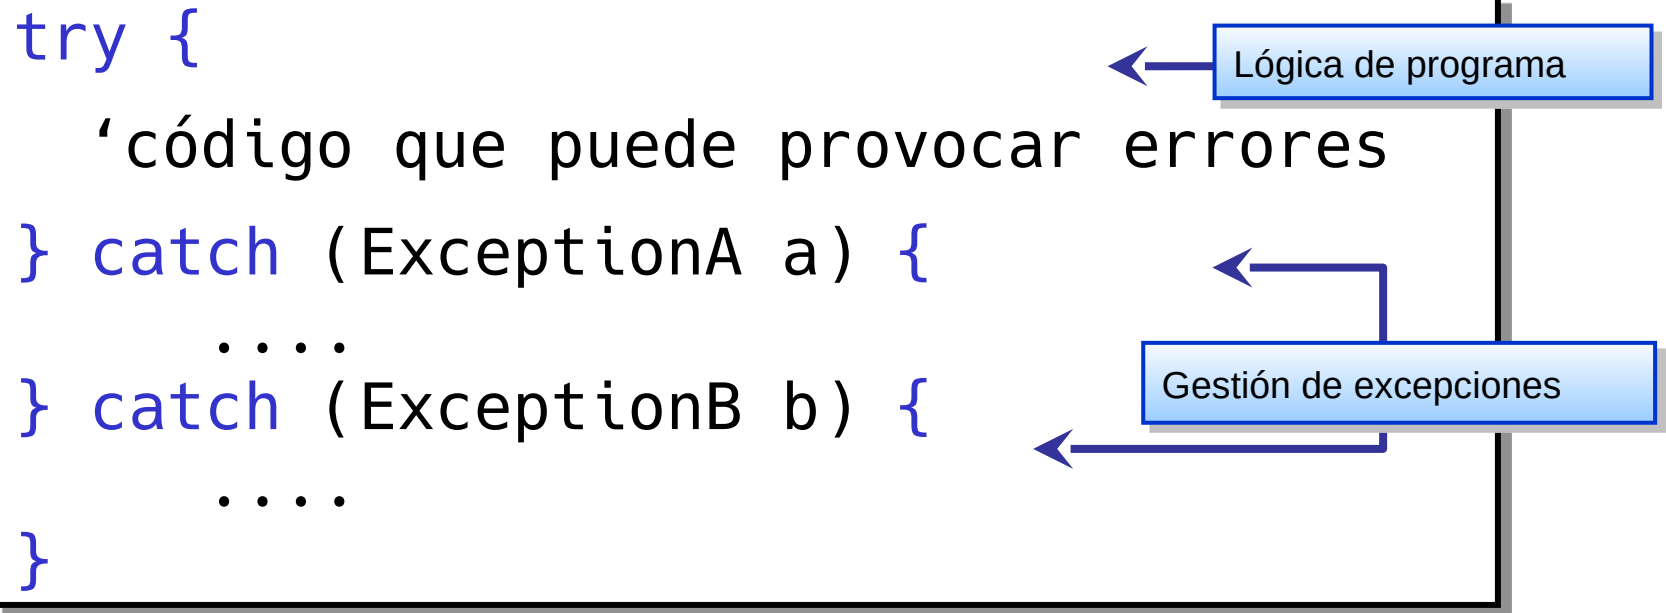 try {
Lógica de programa
‘código que puede provocar errores
} catch (ExceptionA a) {
....
Gestión de excepciones
} catch (ExceptionB b) {
....
}